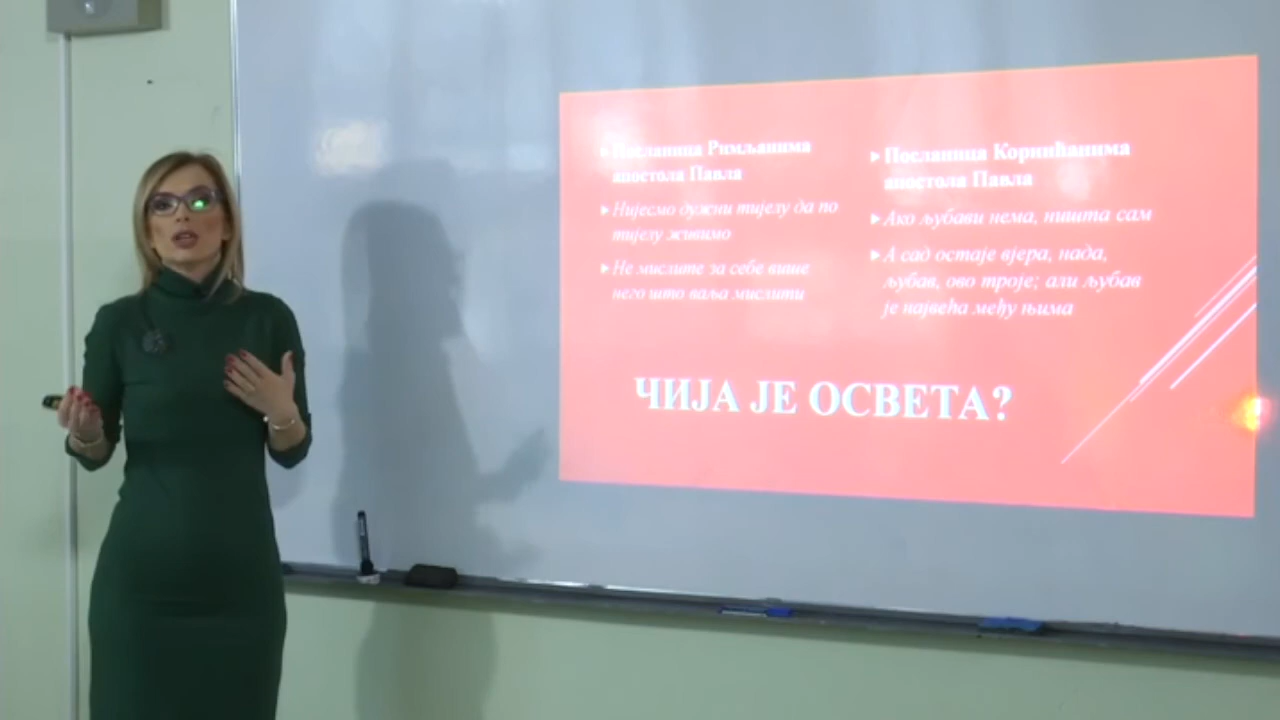 Посланица Римљанима
апостола Павла
Нијесмо дужни тијелу да по
тијелу живимо
Не мислите за себе више
него што ваља мислити
Посланица Коринћанима
апостола Павла
Ако љубави нема, ништа сам
А сад остаје вјера, нада,
љубав, ово троје; али љубав
је највећа међу њима
ЧИЈА ЈЕ ОСВЕТА?